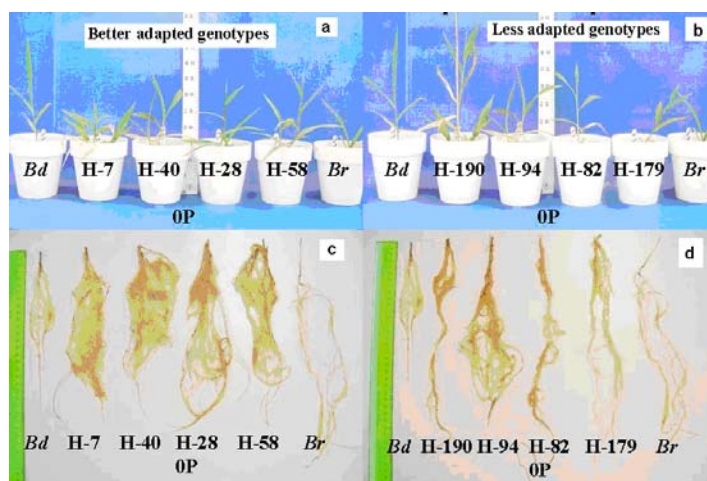 Better adapted genotypes
a
Bd H-7 H-40 H-28 H-58 Br
0P
Less adapted genotypes
b
Bd H-190 H-94 H-82 H-179 Br
0P
c
Bd H-7 H-40 H-28 H-58 Br
0P
d
Bd H-190 H-94 H-82 H-179 Br
0P